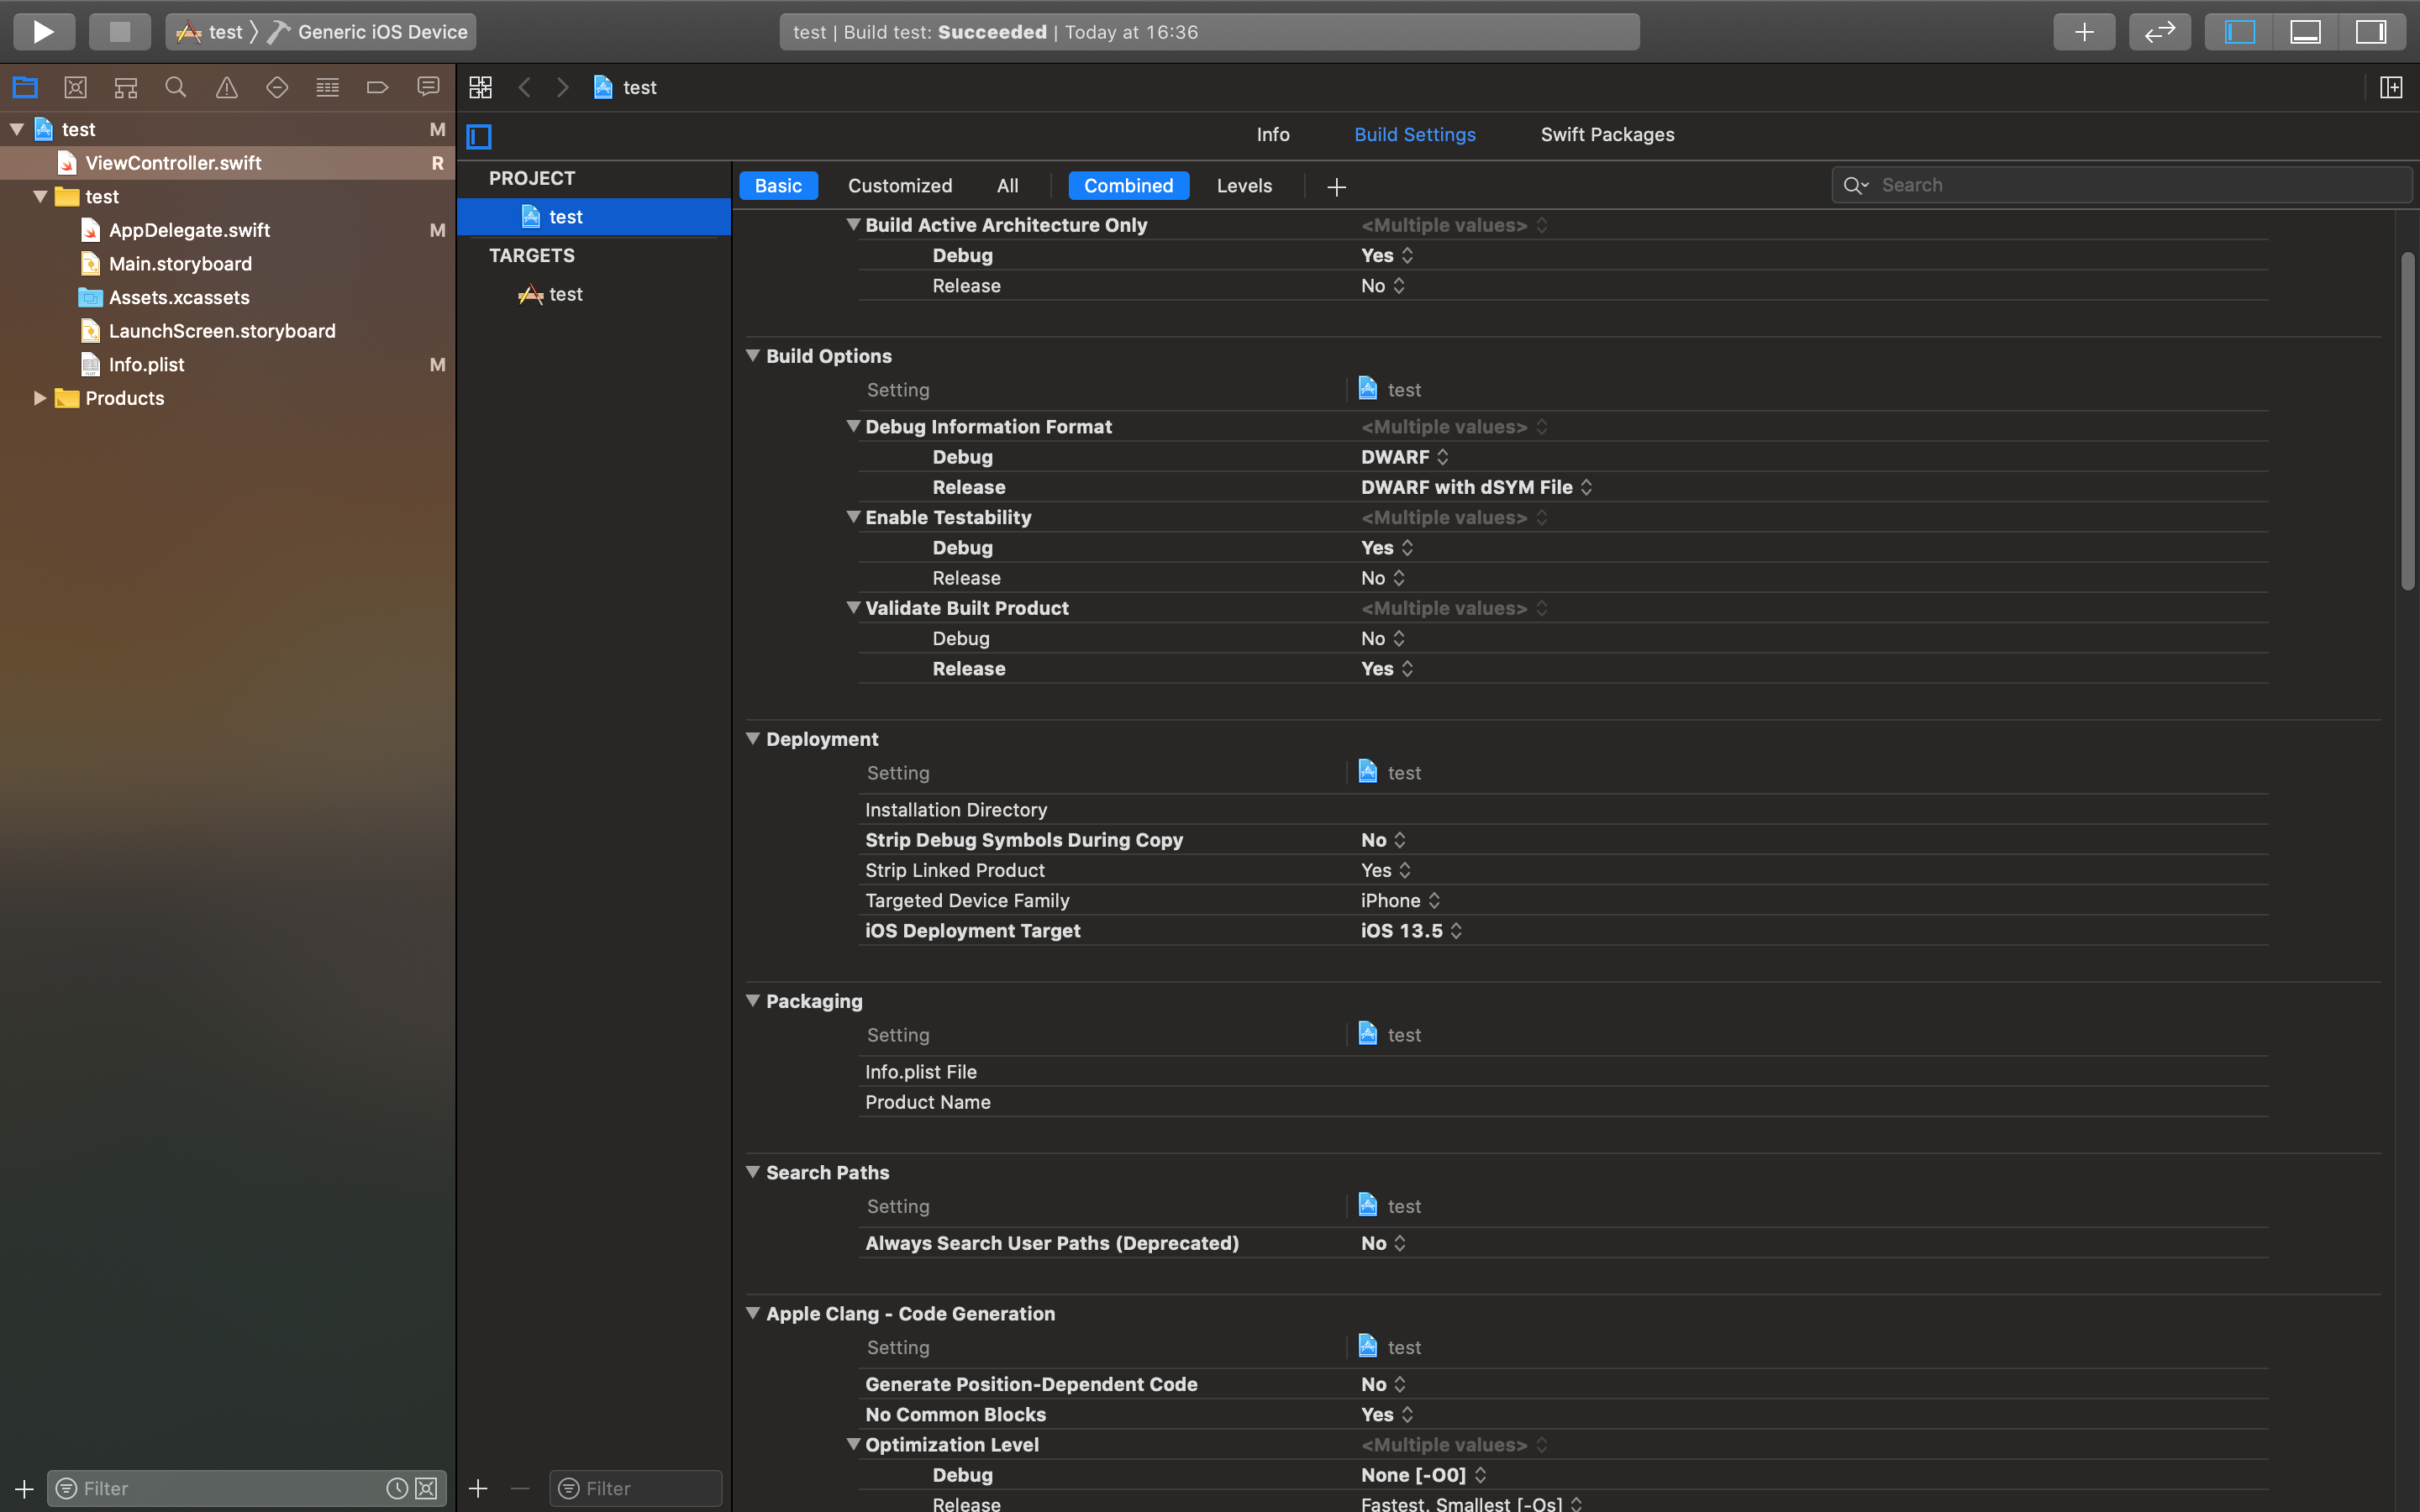 test 〉 Generic iOS Device
test | Build test: Succeeded | Today at 16:36
test
test M
ViewController.swift R
test
AppDelegate.swift M
Main.storyboard
Assets.xcassets
LaunchScreen.storyboard
Info.plist M
Products
Filter
Info Build Settings Swift Packages
PROJECT
test
TARGETS
test
Filter
Basic Customized All Combined Levels
Search
Build Active Architecture Only <Multiple values>
Debug Yes
Release No
Build Options
Setting test
Debug Information Format <Multiple values>
Debug DWARF
Release DWARF with dSYM File
Enable Testability <Multiple values>
Debug Yes
Release No
Validate Built Product <Multiple values>
Debug No
Release Yes
Deployment
Setting test
Installation Directory
Strip Debug Symbols During Copy No
Strip Linked Product Yes
Targeted Device Family iPhone
iOS Deployment Target iOS 13.5
Packaging
Setting test
Info.plist File
Product Name
Search Paths
Setting test
Always Search User Paths (Deprecated) No
Apple Clang - Code Generation
Setting test
Generate Position-Dependent Code No
No Common Blocks Yes
Optimization Level <Multiple values>
Debug None [-O0]
Release Fastest, Smallest [-Os]